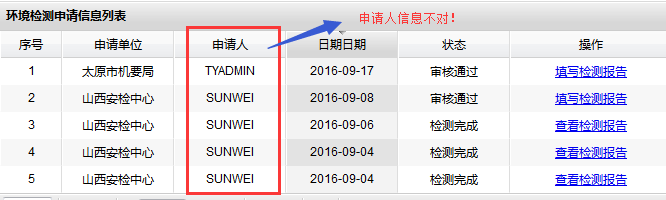 环境检测申请信息列表
申请人信息不对！
序号 申请单位 申请人 日期日期 状态 操作
1 太原市机要局 TYADMIN 2016-09-17 审核通过 填写检测报告
2 山西安检中心 SUNWEI 2016-09-08 审核通过 填写检测报告
3 山西安检中心 SUNWEI 2016-09-06 检测完成 查看检测报告
4 山西安检中心 SUNWEI 2016-09-04 检测完成 查看检测报告
5 山西安检中心 SUNWEI 2016-09-04 检测完成 查看检测报告